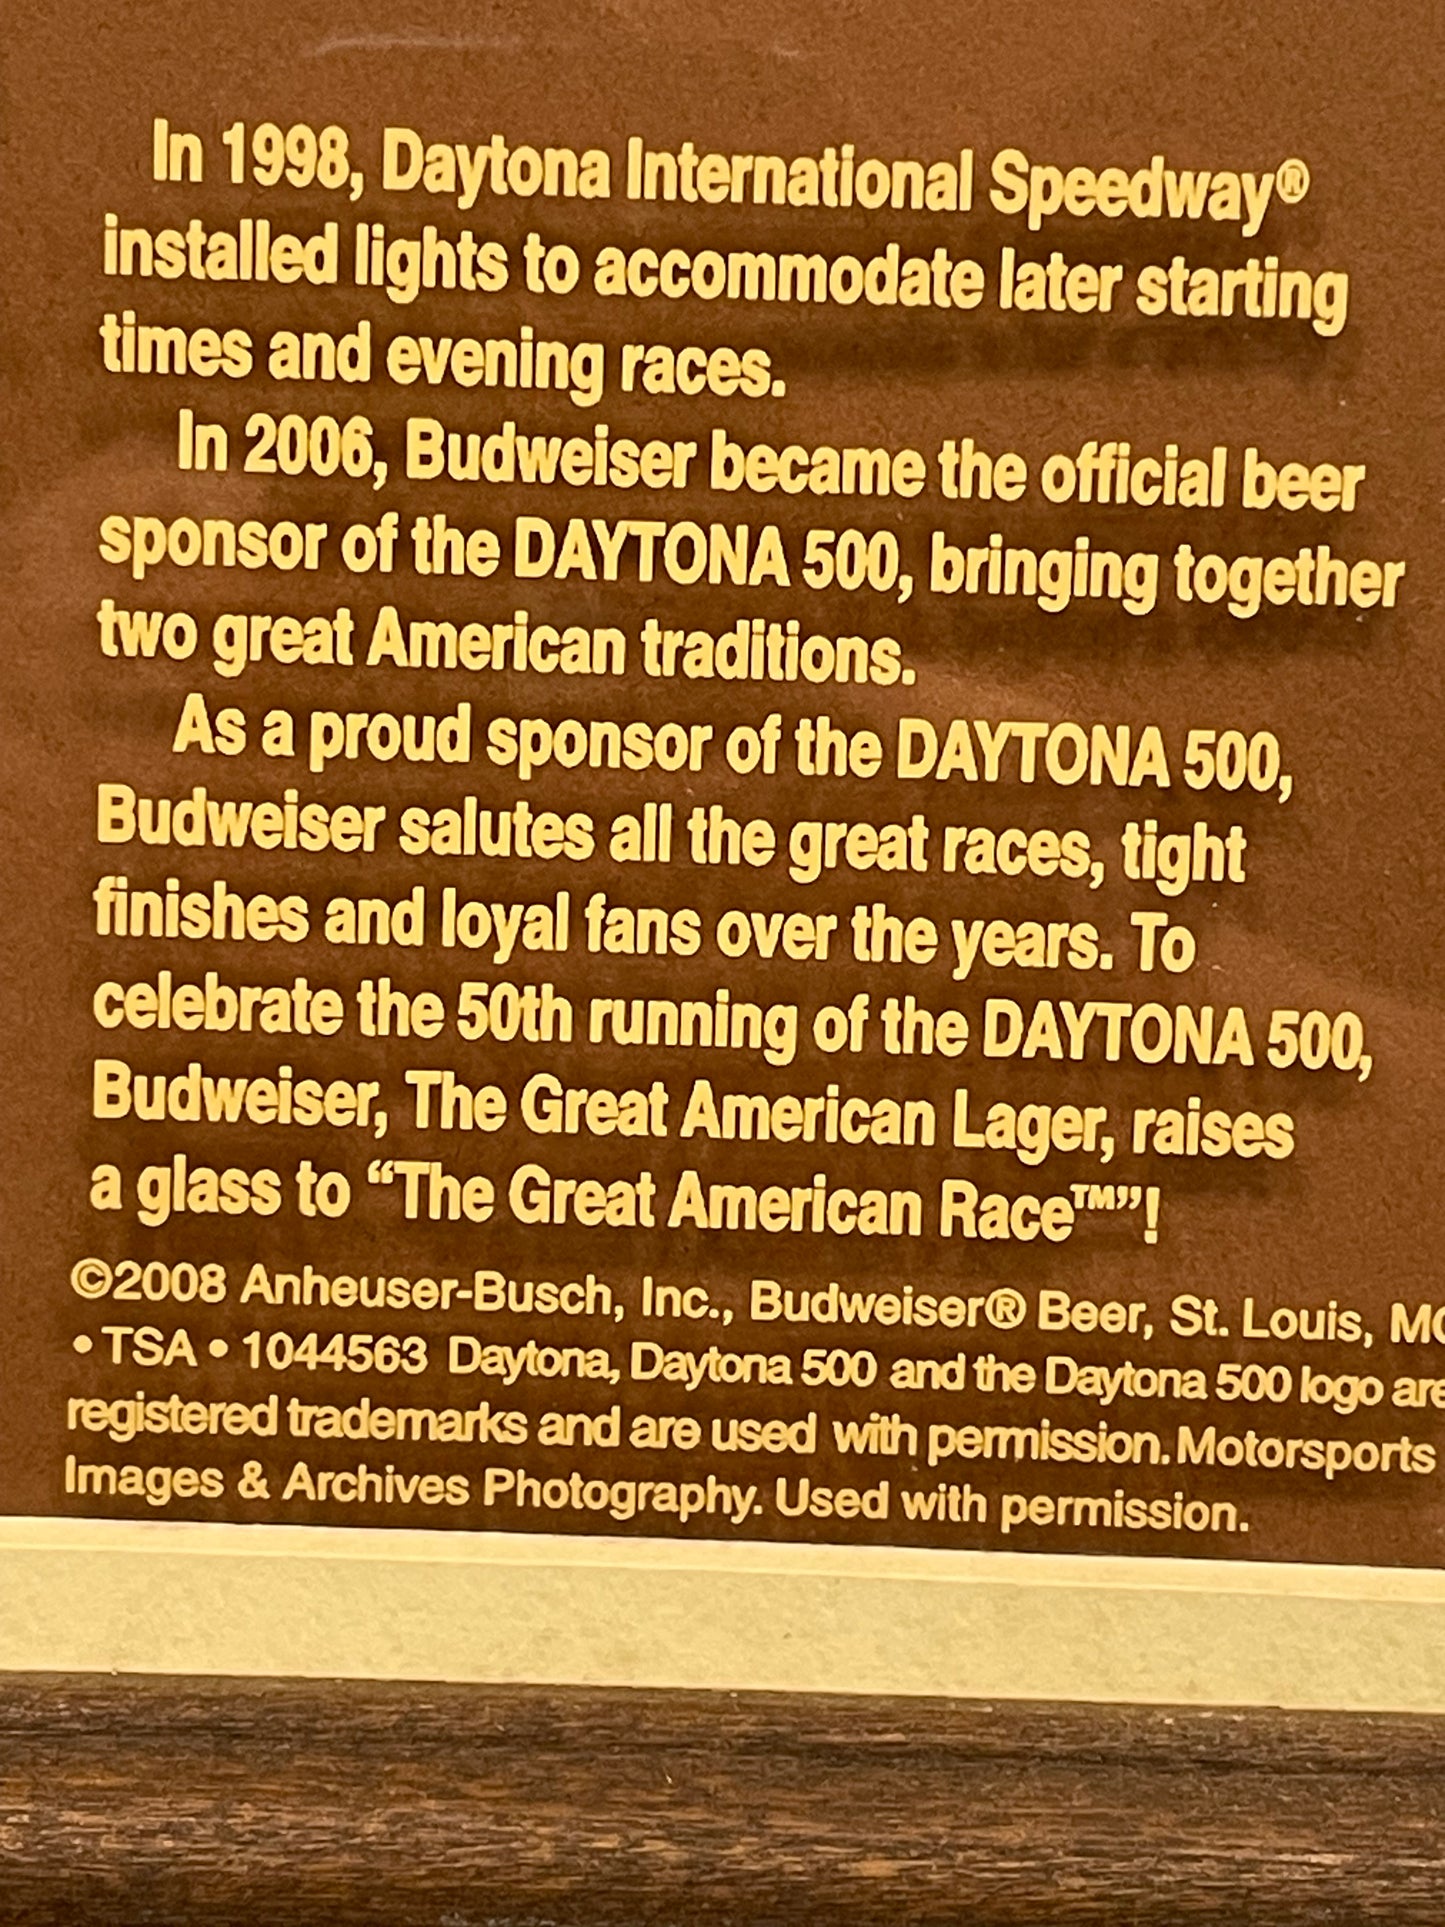 In 1998, Daytona International Speedway®
installed lights to accommodate later starting
times and evening races.
In 2006, Budweiser became the official beer
sponsor of the DAYTONA 500, bringing together
two great American traditions.
As a proud sponsor of the DAYTONA 500,
Budweiser salutes all the great races, tight
finishes and loyal fans over the years. To
celebrate the 50th running of the DAYTONA 500,
Budweiser, The Great American Lager, raises
a glass to “The Great American Race™”!
©2008 Anheuser-Busch, Inc., Budweiser® Beer, St. Louis,
• TSA • 1044563 Daytona, Daytona 500 and the Daytona 500 logo are
registered trademarks and are used with permission. Motorsports
Images & Archives Photography. Used with permission.